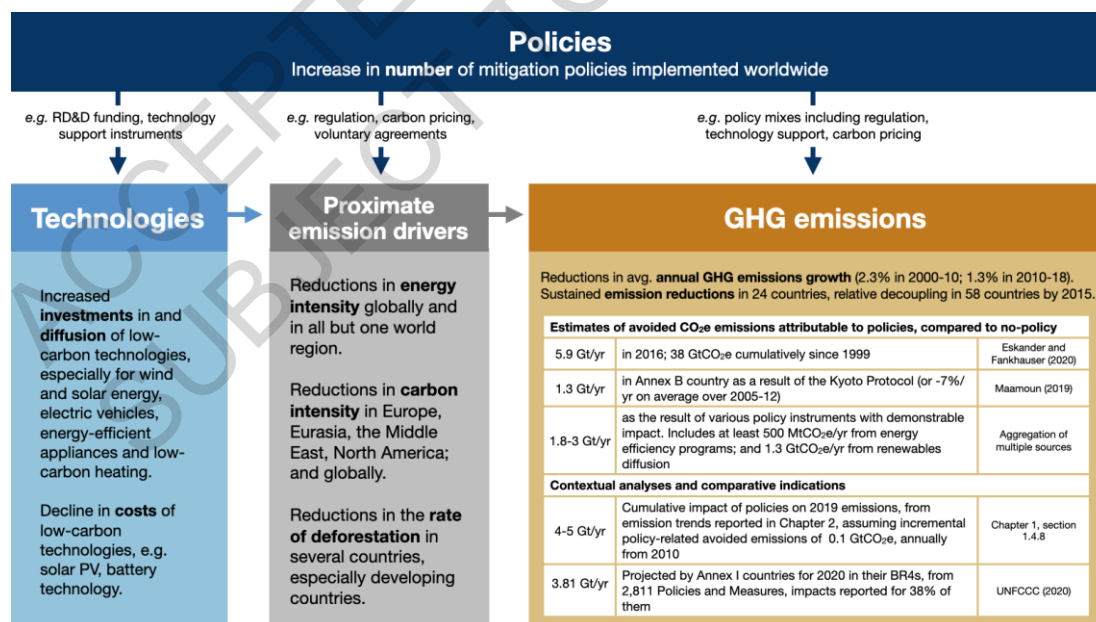 Policies
Increase in number of mitigation policies implemented worldwide
e.g. RD&D funding, technology
support instruments
e.g. regulation, carbon pricing,
voluntary agreements
e.g. policy mixes including regulation,
technology support, carbon pricing
Technologies
Increased
investments in and
diffusion of low-
carbon technologies,
especially for wind
and solar energy,
electric vehicles,
energy-efficient
appliances and low-
carbon heating.
Decline in costs of
low-carbon
technologies, e.g.
solar PV, battery
technology.
Proximate
emission drivers
Reductions in energy
intensity globally and
in all but one world
region.
Reductions in carbon
intensity in Europe,
Eurasia, the Middle
East, North America;
and globally.
Reductions in the rate
of deforestation in
several countries,
especially developing
countries.
GHG emissions
Reductions in avg. annual GHG emissions growth (2.3% in 2000-10; 1.3% in 2010-18).
Sustained emission reductions in 24 countries, relative decoupling in 58 countries by 2015.
Estimates of avoided CO₂e emissions attributable to policies, compared to no-policy
5.9 Gt/yr
in 2016; 38 GtCO₂e cumulatively since 1999
Eskander and
Fankhauser (2020)
1.3 Gt/yr
in Annex B country as a result of the Kyoto Protocol (or -7%/
yr on average over 2005-12)
Maamoun (2019)
1.8-3 Gt/yr
as the result of various policy instruments with demonstrable
impact. Includes at least 500 MtCO₂e/yr from energy
efficiency programs; and 1.3 GtCO₂e/yr from renewables
diffusion
Aggregation of
multiple sources
Contextual analyses and comparative indications
4-5 Gt/yr
Cumulative impact of policies on 2019 emissions, from
emission trends reported in Chapter 2, assuming incremental
policy-related avoided emissions of 0.1 GtCO₂e, annually
from 2010
Chapter 1, section
1.4.8
3.81 Gt/yr
Projected by Annex I countries for 2020 in their BR4s, from
2,811 Policies and Measures, impacts reported for 38% of
them
UNFCCC (2020)
ACCEPTE
SUBJECT TO